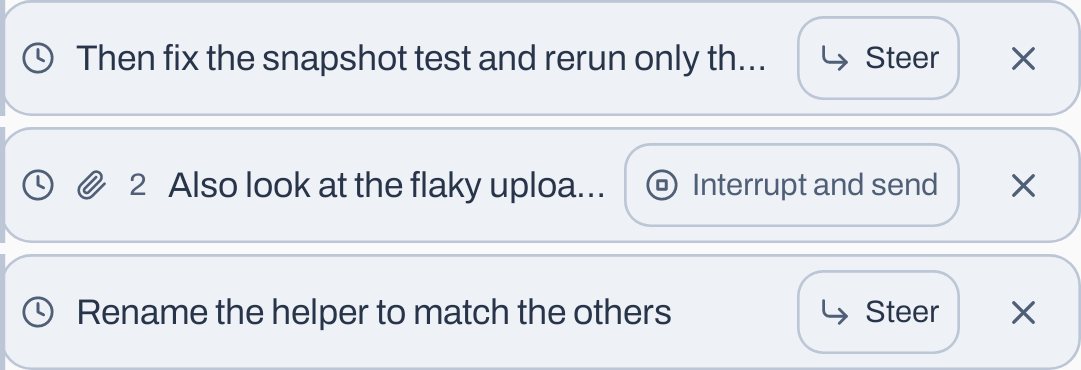 Then fix the snapshot test and rerun only th... Steer
2 Also look at the flaky uploa... Interrupt and send
Rename the helper to match the others Steer